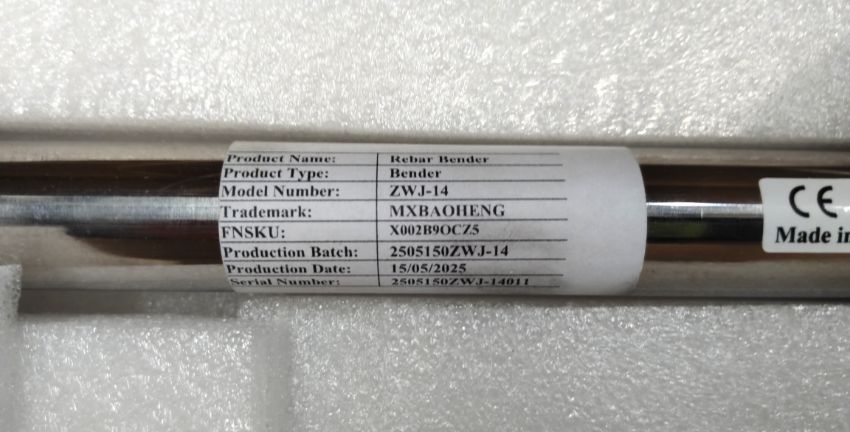 Product Name: Rebar Bender
Product Type: Bender
Model Number: ZWJ-14
Trademark: MXBAOHENG
FNSKU: X002B9OCZ5
Production Batch: 2505150ZWJ-14
Production Date: 15/05/2025
Serial Number: 2505150ZWJ-14011
CE
Made in